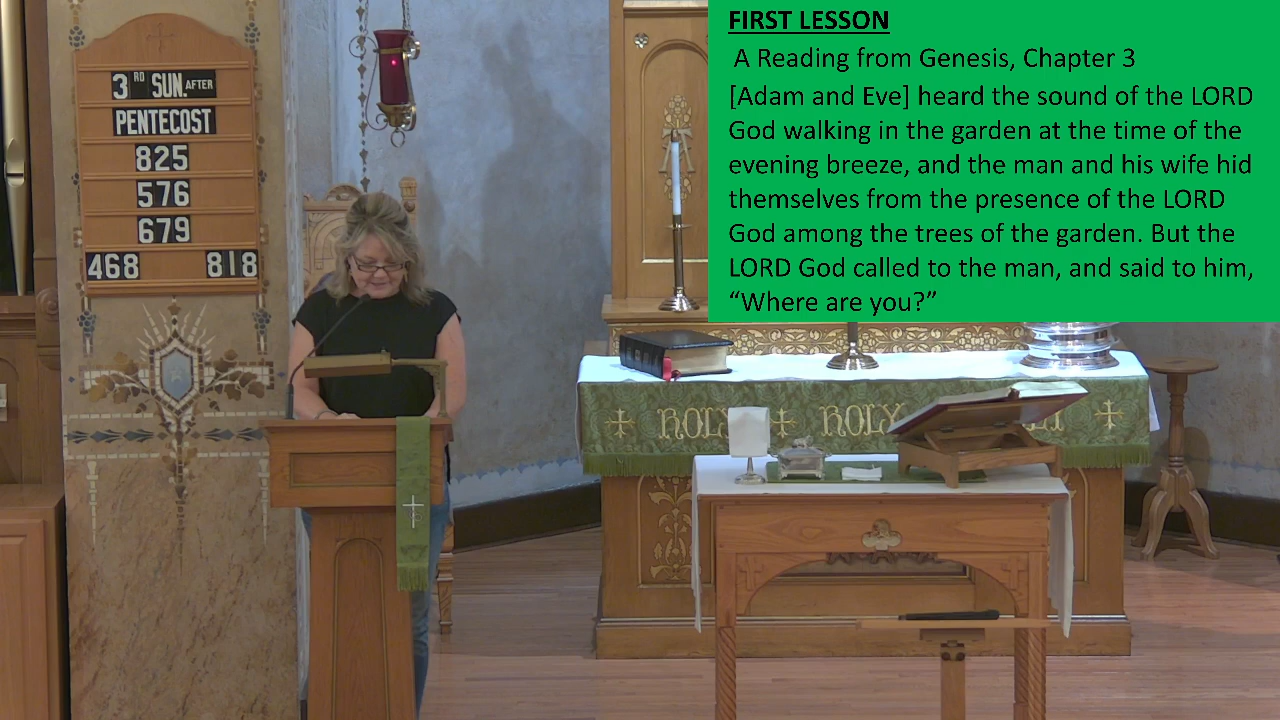 3RD SUN. AFTER
PENTECOST
825
576
679
468 818
FIRST LESSON
A Reading from Genesis, Chapter 3
[Adam and Eve] heard the sound of the LORD
God walking in the garden at the time of the
evening breeze, and the man and his wife hid
themselves from the presence of the LORD
God among the trees of the garden. But the
LORD God called to the man, and said to him,
“Where are you?”
HOLY HOLY